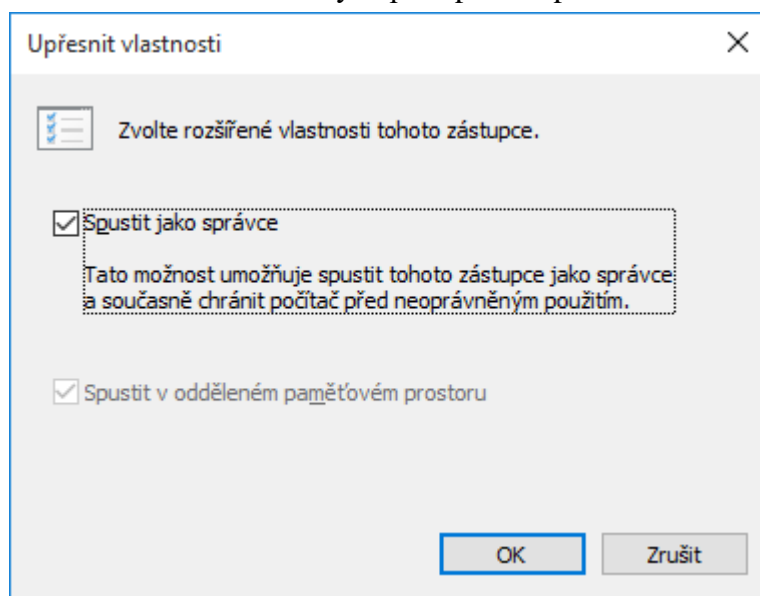 Upřesnit vlastnosti
Zvolte rozšířené vlastnosti tohoto zástupce.
Spustit jako správce
Tato možnost umožňuje spustit tohoto zástupce jako správce
a současně chránit počítač před neoprávněným použitím.
Spustit v odděleném paměťovém prostoru
OK Zrušit